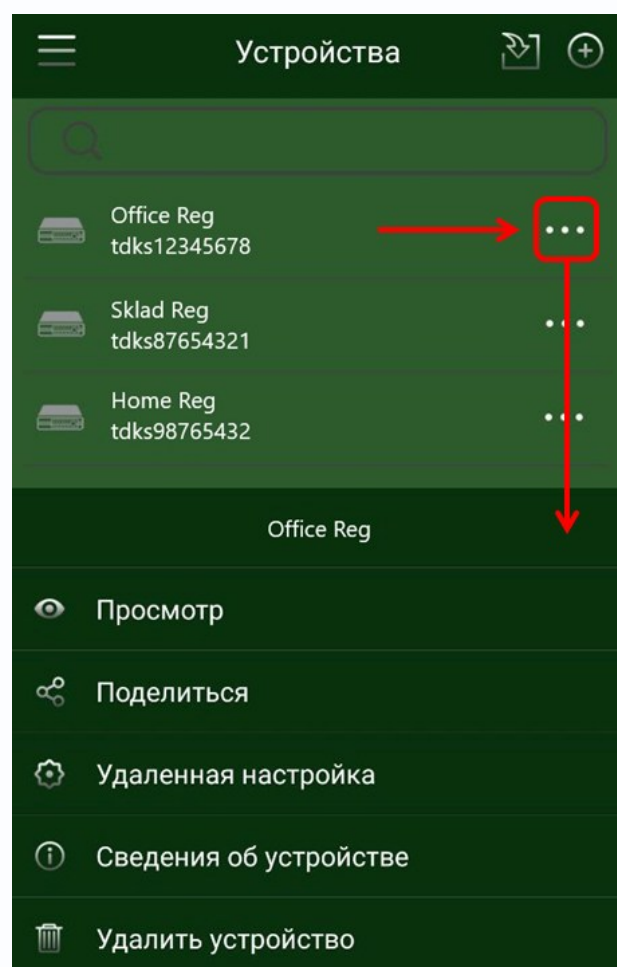 Устройства
Office Reg
tdks12345678
Sklad Reg
tdks87654321
Home Reg
tdks98765432
Office Reg
Просмотр
Поделиться
Удаленная настройка
Сведения об устройстве
Удалить устройство